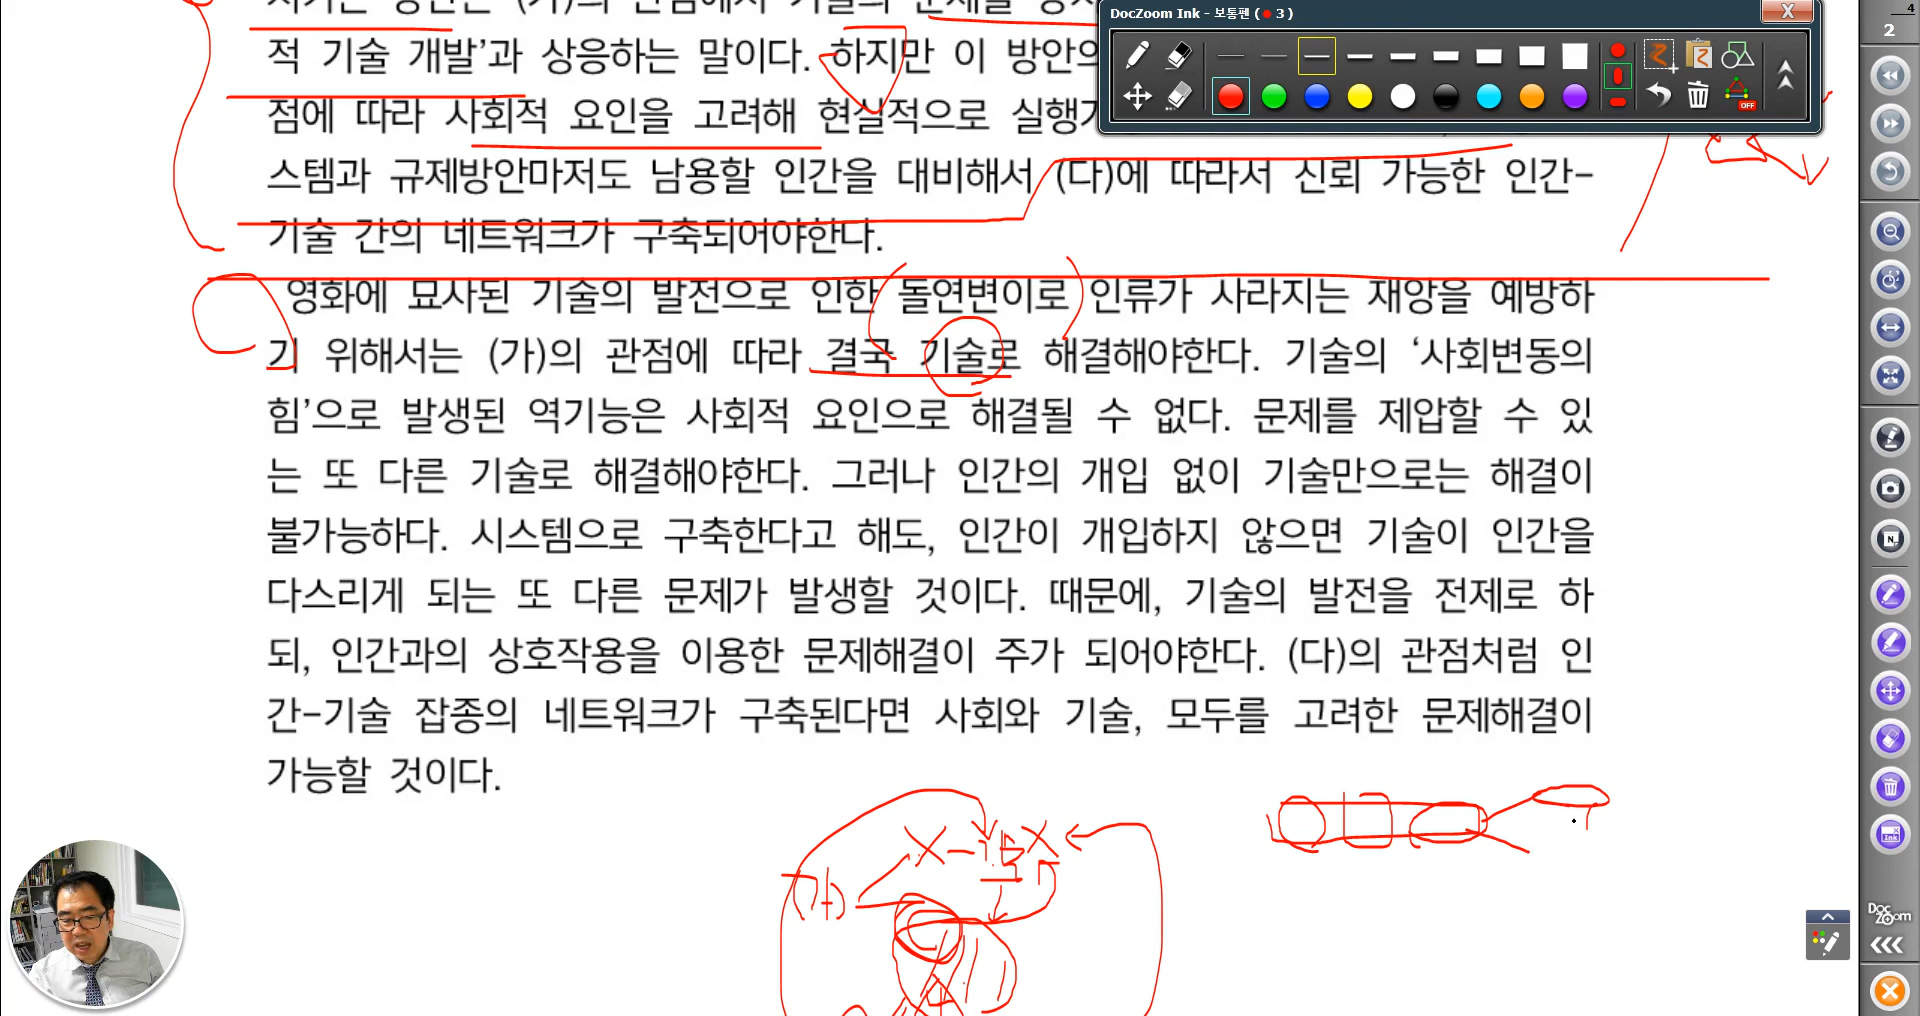 DocZoom Ink - 보통펜 ( 3 )
4
2
적 기술 개발’과 상응하는 말이다. 하지만 이 방안의
점에 따라 사회적 요인을 고려해 현실적으로 실행
스템과 규제방안마저도 남용할 인간을 대비해서 (다)에 따라서 신뢰 가능한 인간-
기술 간의 네트워크가 구축되어야한다.
영화에 묘사된 기술의 발전으로 인한 돌연변이로 인류가 사라지는 재앙을 예방하
기 위해서는 (가)의 관점에 따라 결국 기술로 해결해야한다. 기술의 ‘사회변동의
힘’으로 발생된 역기능은 사회적 요인으로 해결될 수 없다. 문제를 제압할 수 있
는 또 다른 기술로 해결해야한다. 그러나 인간의 개입 없이 기술만으로는 해결이
불가능하다. 시스템으로 구축한다고 해도, 인간이 개입하지 않으면 기술이 인간을
다스리게 되는 또 다른 문제가 발생할 것이다. 때문에, 기술의 발전을 전제로 하
되, 인간과의 상호작용을 이용한 문제해결이 주가 되어야한다. (다)의 관점처럼 인
간-기술 잡종의 네트워크가 구축된다면 사회와 기술, 모두를 고려한 문제해결이
가능할 것이다.
가)
OFF
N
Ink
Doc
Zoom